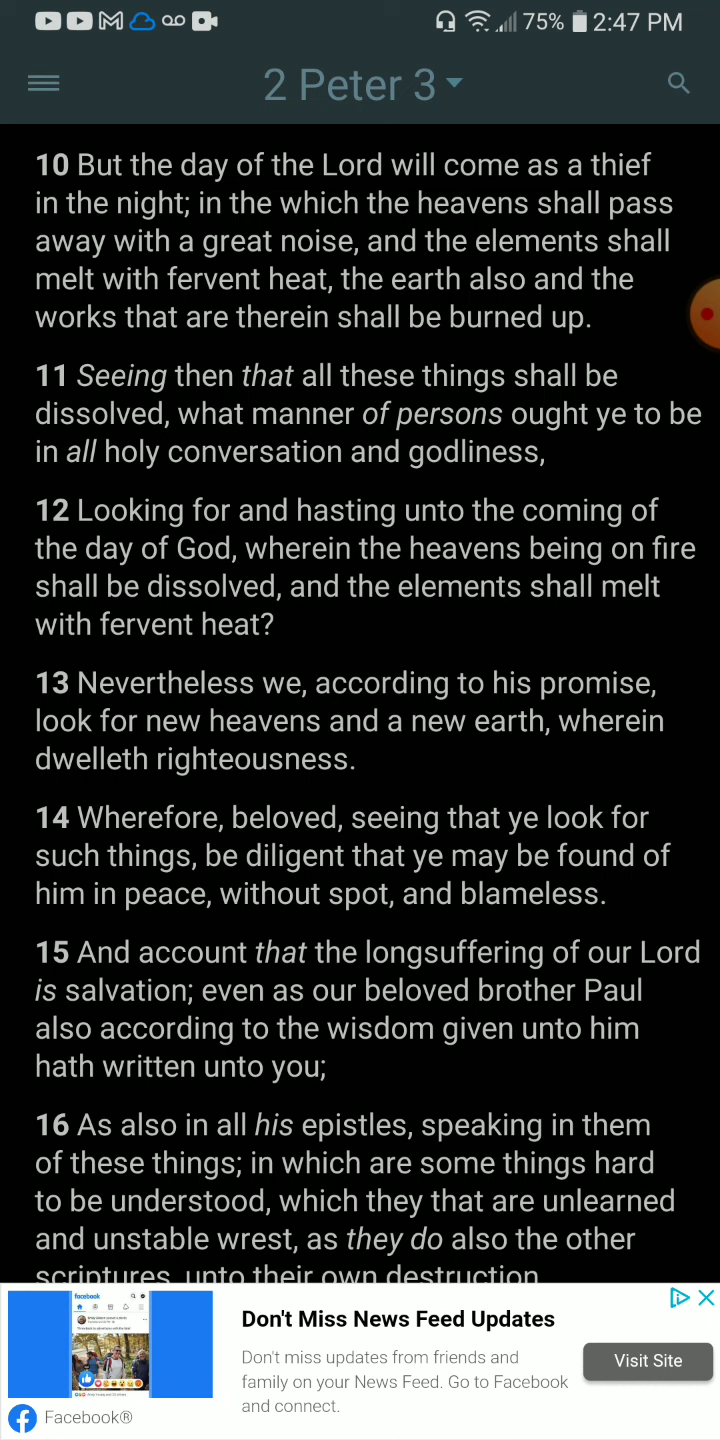 75% 2:47 PM
2 Peter 3
10 But the day of the Lord will come as a thief
in the night; in the which the heavens shall pass
away with a great noise, and the elements shall
melt with fervent heat, the earth also and the
works that are therein shall be burned up.
11 Seeing then that all these things shall be
dissolved, what manner of persons ought ye to be
in all holy conversation and godliness,
12 Looking for and hasting unto the coming of
the day of God, wherein the heavens being on fire
shall be dissolved, and the elements shall melt
with fervent heat?
13 Nevertheless we, according to his promise,
look for new heavens and a new earth, wherein
dwelleth righteousness.
14 Wherefore, beloved, seeing that ye look for
such things, be diligent that ye may be found of
him in peace, without spot, and blameless.
15 And account that the longsuffering of our Lord
is salvation; even as our beloved brother Paul
also according to the wisdom given unto him
hath written unto you;
16 As also in all his epistles, speaking in them
of these things; in which are some things hard
to be understood, which they that are unlearned
and unstable wrest, as they do also the other
scriptures, unto their own destruction.
facebook
Don't Miss News Feed Updates
Don't miss updates from friends and
family on your News Feed. Go to Facebook
and connect.
Visit Site
Facebook®